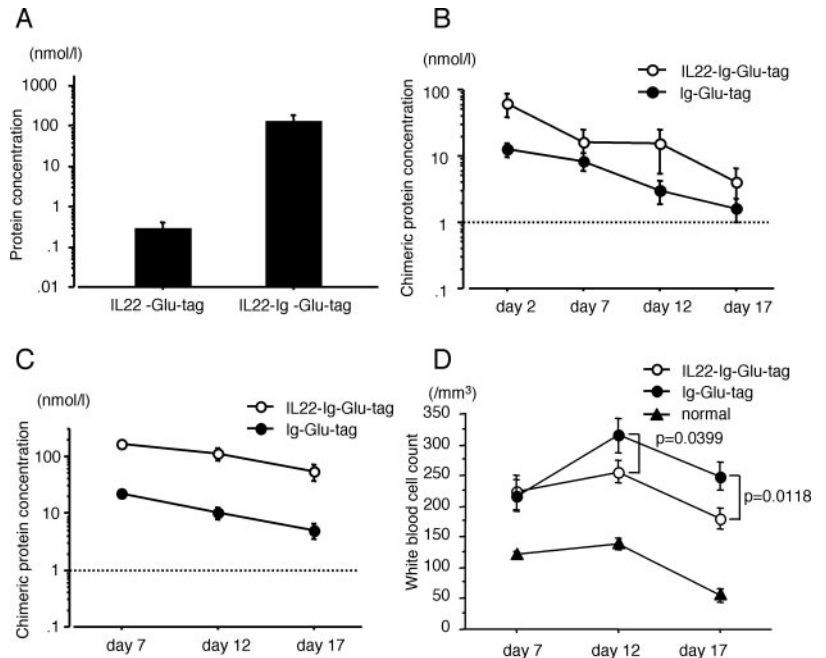 A
(nmol/l)
Protein concentration
1000
100
10
1
.1
.01
IL22 -Glu-tag
IL22-Ig -Glu-tag
B
(nmol/l)
IL22-Ig-Glu-tag
Ig-Glu-tag
Chimeric protein concentration
100
10
1
.1
day 2
day 7
day 12
day 17
C
(nmol/l)
IL22-Ig-Glu-tag
Ig-Glu-tag
Chimeric protein concentration
100
10
1
.1
day 7
day 12
day 17
D
(/mm³)
IL22-Ig-Glu-tag
Ig-Glu-tag
normal
White blood cell count
350
300
250
200
150
100
50
0
p=0.0399
p=0.0118
day 7
day 12
day 17